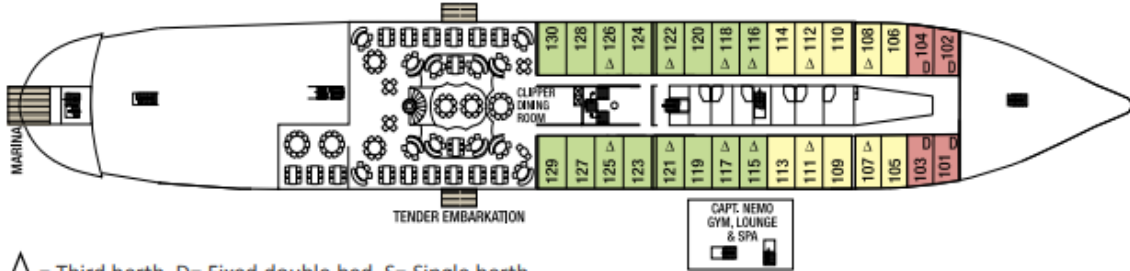 130 128 126 124 122 120 118 116 114 112 110 108 106 104 102
Δ Δ Δ Δ Δ Δ D D
CLIPPER
DINING
ROOM
MARINA
Δ Δ Δ Δ Δ Δ D D
129 127 125 123 121 119 117 115 113 111 109 107 105 103 101
TENDER EMBARKATION
CAPT. NEMO
GYM, LOUNGE
& SPA
Δ = Third berth D= Fixed double bed S= Single berth